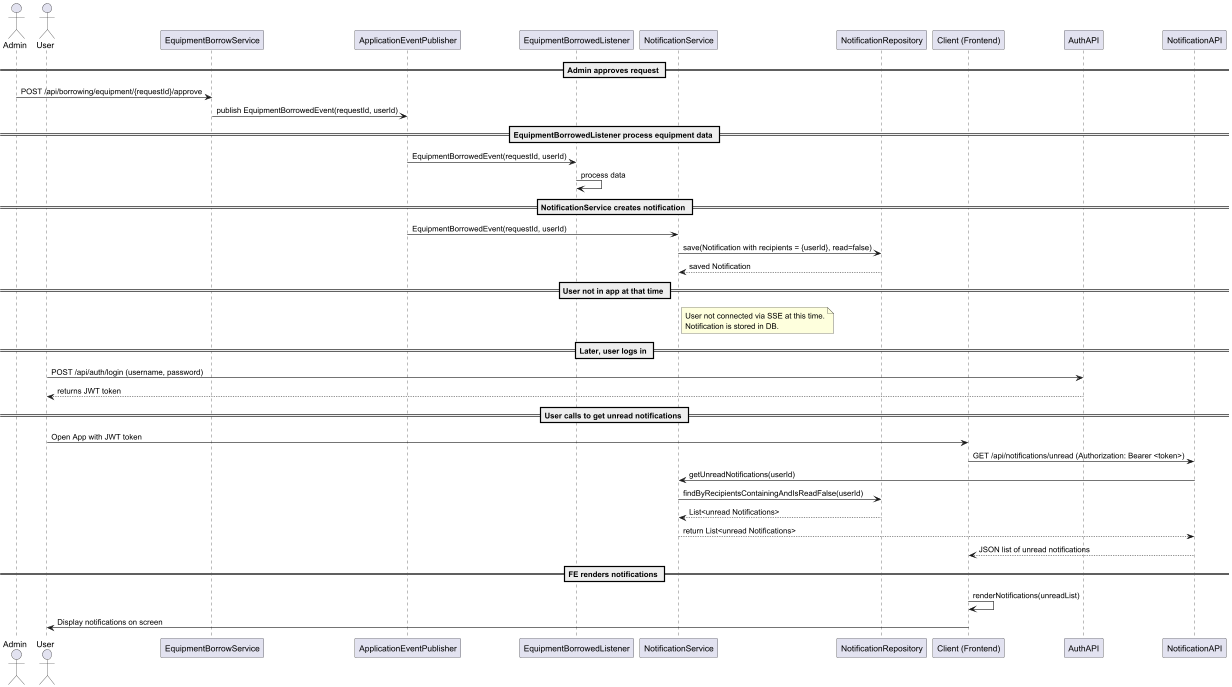 Admin
User
EquipmentBorrowService
ApplicationEventPublisher
EquipmentBorrowedListener
NotificationService
NotificationRepository
Client (Frontend)
AuthAPI
NotificationAPI
Admin approves request
POST /api/borrowing/equipment/{requestId}/approve
publish EquipmentBorrowedEvent(requestId, userId)
EquipmentBorrowedListener process equipment data
EquipmentBorrowedEvent(requestId, userId)
process data
NotificationService creates notification
EquipmentBorrowedEvent(requestId, userId)
save(Notification with recipients = {userId}, read=false)
saved Notification
User not in app at that time
User not connected via SSE at this time.
Notification is stored in DB.
Later, user logs in
POST /api/auth/login (username, password)
returns JWT token
User calls to get unread notifications
Open App with JWT token
GET /api/notifications/unread (Authorization: Bearer <token>)
getUnreadNotifications(userId)
findByRecipientsContainingAndIsReadFalse(userId)
List<unread Notifications>
return List<unread Notifications>
JSON list of unread notifications
FE renders notifications
renderNotifications(unreadList)
Display notifications on screen
Admin
User
EquipmentBorrowService
ApplicationEventPublisher
EquipmentBorrowedListener
NotificationService
NotificationRepository
Client (Frontend)
AuthAPI
NotificationAPI